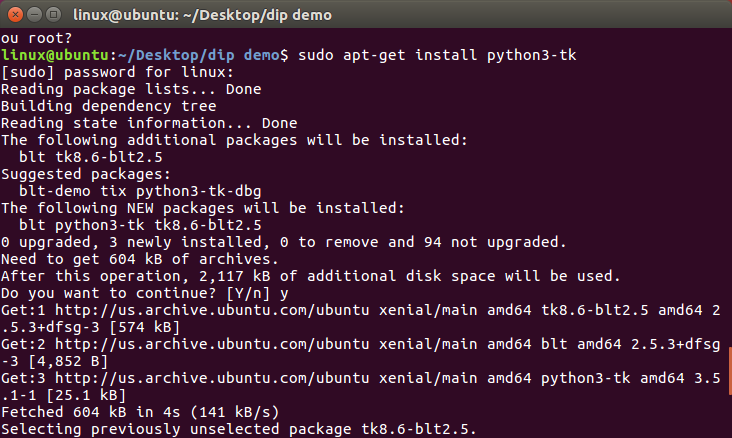 linux@ubuntu: ~/Desktop/dip demo
ou root?
linux@ubuntu:~/Desktop/dip demo$ sudo apt-get install python3-tk
[sudo] password for linux:
Reading package lists... Done
Building dependency tree
Reading state information... Done
The following additional packages will be installed:
  blt tk8.6-blt2.5
Suggested packages:
  blt-demo tix python3-tk-dbg
The following NEW packages will be installed:
  blt python3-tk tk8.6-blt2.5
0 upgraded, 3 newly installed, 0 to remove and 94 not upgraded.
Need to get 604 kB of archives.
After this operation, 2,117 kB of additional disk space will be used.
Do you want to continue? [Y/n] y
Get:1 http://us.archive.ubuntu.com/ubuntu xenial/main amd64 tk8.6-blt2.5 amd64 2
.5.3+dfsg-3 [574 kB]
Get:2 http://us.archive.ubuntu.com/ubuntu xenial/main amd64 blt amd64 2.5.3+dfsg
-3 [4,852 B]
Get:3 http://us.archive.ubuntu.com/ubuntu xenial/main amd64 python3-tk amd64 3.5
.1-1 [25.1 kB]
Fetched 604 kB in 4s (141 kB/s)
Selecting previously unselected package tk8.6-blt2.5.